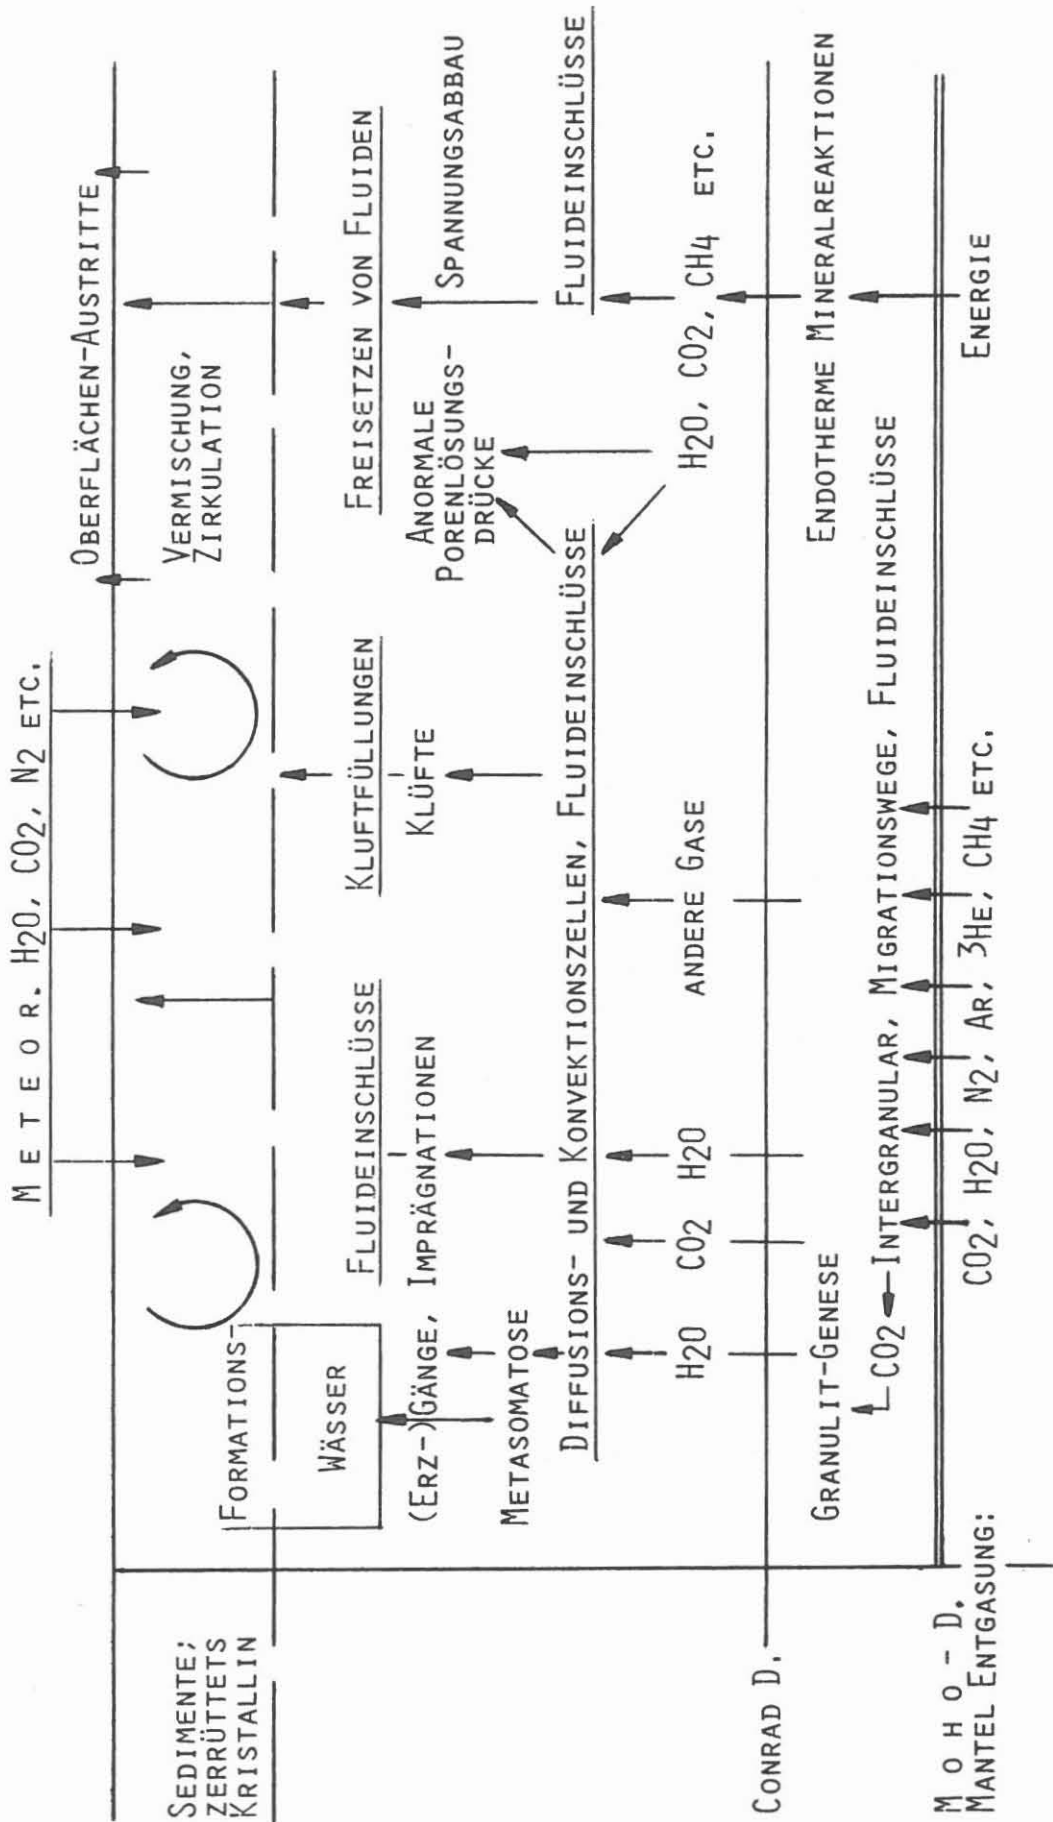 METEOR. H2O, CO2, N2 ETC.
OBERFLÄCHEN-AUSTRITTE
SEDIMENTE;
ZERRÜTTETS
KRISTALLIN
VERMISCHUNG,
ZIRKULATION
FORMATIONS-
WÄSSER
FLUIDEINSCHLÜSSE
KLUFTFÜLLUNGEN
FREISETZEN VON FLUIDEN
(ERZ-)GÄNGE, IMPRÄGNATIONEN
KLÜFTE
ANORMALE
PORENLÖSUNGS-
DRÜCKE
SPANNUNGSABBAU
METASOMATOSE
DIFFUSIONS- UND KONVEKTIONSZELLEN, FLUIDEINSCHLÜSSE
FLUIDEINSCHLÜSSE
H2O CO2 H2O ANDERE GASE H2O, CO2, CH4 ETC.
CONRAD D.
GRANULIT-GENESE
ENDOTHERME MINERALREAKTIONEN
CO2 INTERGRANULAR, MIGRATIONSWEGE, FLUIDEINSCHLÜSSE
MOHO-D.
MANTEL ENTGASUNG: CO2, H2O, N2, AR, 3HE, CH4 ETC. ENERGIE